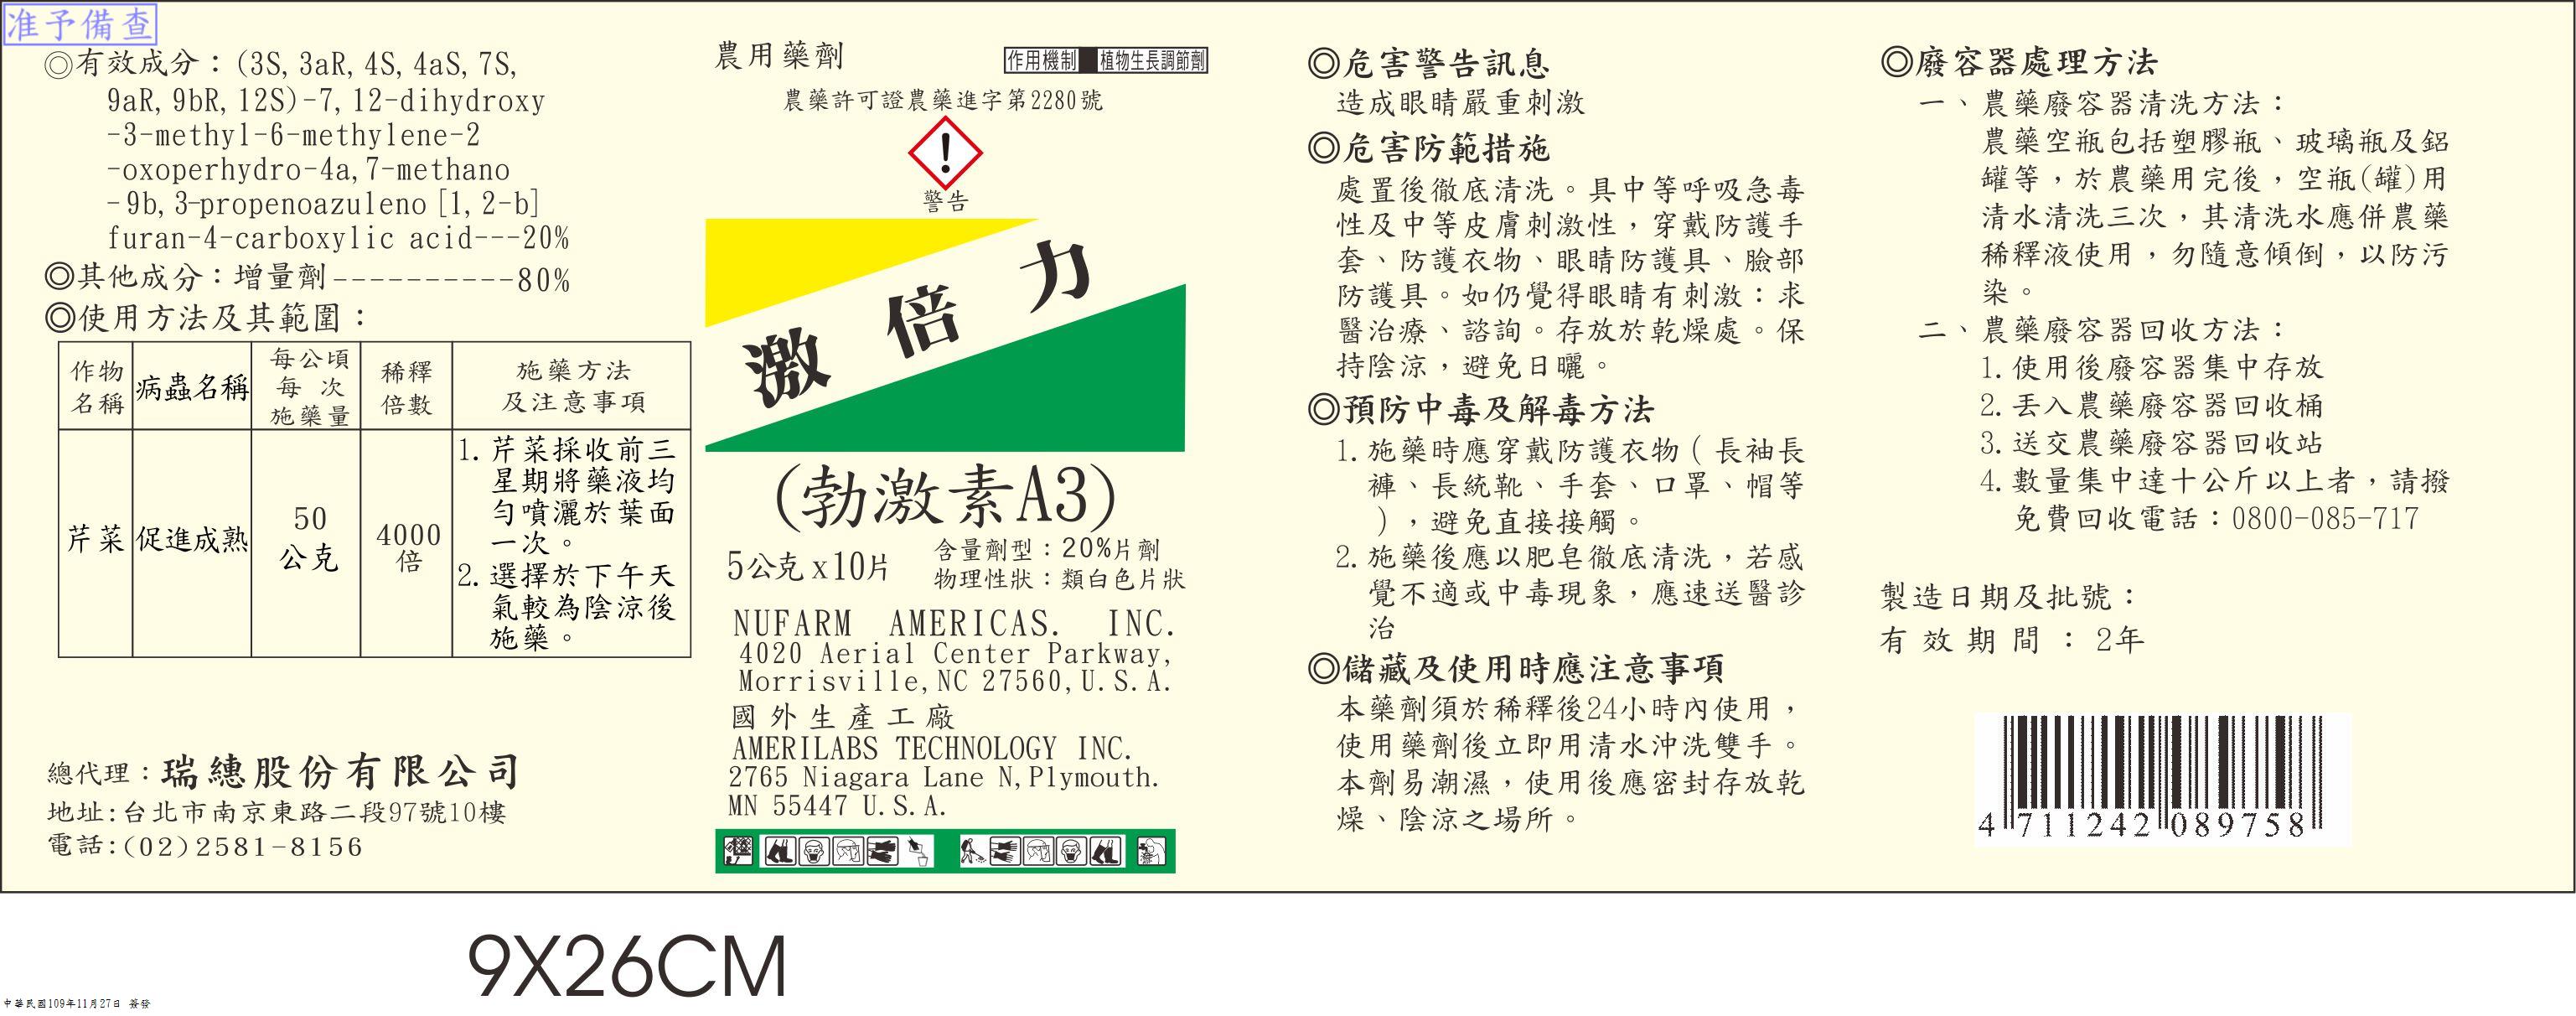 准予備查
◎有效成分：(3S, 3aR, 4S, 4aS, 7S,
9aR, 9bR, 12S)-7, 12-dihydroxy
-3-methyl-6-methylene-2
-oxoperhydro-4a, 7-methano
-9b, 3-propenoazuleno [1, 2-b]
furan-4-carboxylic acid---20%
◎其他成分：增量劑----------80%
◎使用方法及其範圍：
作物名稱 病蟲名稱 每公頃每次施藥量 稀釋倍數 施藥方法及注意事項
芹菜 促進成熟 50公克 4000倍
1. 芹菜採收前三
星期將藥液均
勻噴灑於葉面
一次。
2. 選擇於下午天
氣較為陰涼後
施藥。
總代理：瑞繐股份有限公司
地址:台北市南京東路二段97號10樓
電話:(02)2581-8156
農用藥劑
作用機制 植物生長調節劑
農藥許可證農藥進字第2280號
!
警告
激倍力
(勃激素A3)
5公克 x10片
含量劑型：20%片劑
物理性狀：類白色片狀
NUFARM AMERICAS. INC.
4020 Aerial Center Parkway,
Morrisville, NC 27560, U. S. A.
國外生產工廠
AMERILABS TECHNOLOGY INC.
2765 Niagara Lane N, Plymouth.
MN 55447 U. S. A.
◎危害警告訊息
造成眼睛嚴重刺激
◎危害防範措施
處置後徹底清洗。具中等呼吸急毒
性及中等皮膚刺激性，穿戴防護手
套、防護衣物、眼睛防護具、臉部
防護具。如仍覺得眼睛有刺激：求
醫治療、諮詢。存放於乾燥處。保
持陰涼，避免日曬。
◎預防中毒及解毒方法
1. 施藥時應穿戴防護衣物（長袖長
褲、長統靴、手套、口罩、帽等
），避免直接接觸。
2. 施藥後應以肥皂徹底清洗，若感
覺不適或中毒現象，應速送醫診
治
◎儲藏及使用時應注意事項
本藥劑須於稀釋後24小時內使用，
使用藥劑後立即用清水沖洗雙手。
本劑易潮濕，使用後應密封存放乾
燥、陰涼之場所。
◎廢容器處理方法
一、農藥廢容器清洗方法：
農藥空瓶包括塑膠瓶、玻璃瓶及鋁
罐等，於農藥用完後，空瓶(罐)用
清水清洗三次，其清洗水應併農藥
稀釋液使用，勿隨意傾倒，以防污
染。
二、農藥廢容器回收方法：
1. 使用後廢容器集中存放
2. 丟入農藥廢容器回收桶
3. 送交農藥廢容器回收站
4. 數量集中達十公斤以上者，請撥
免費回收電話：0800-085-717
製造日期及批號：
有效期間：2年
4 711242 089758
9X26CM
中華民國109年11月27日 簽發